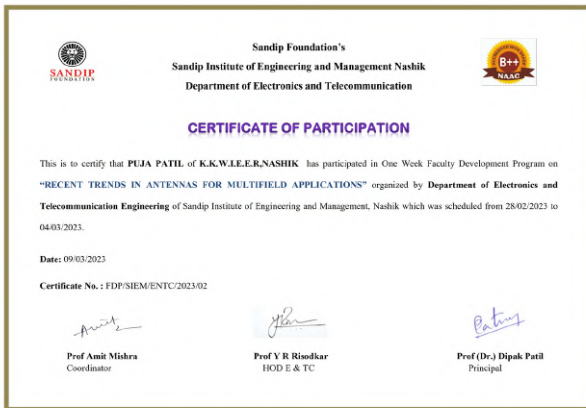 SANDIP
FOUNDATION
Sandip Foundation's
Sandip Institute of Engineering and Management Nashik
Department of Electronics and Telecommunication
B++
NAAC
CERTIFICATE OF PARTICIPATION
This is to certify that PUJA PATIL of K.K.W.I.E.E.R,NASHIK has participated in One Week Faculty Development Program on
“RECENT TRENDS IN ANTENNAS FOR MULTIFIELD APPLICATIONS” organized by Department of Electronics and
Telecommunication Engineering of Sandip Institute of Engineering and Management, Nashik which was scheduled from 28/02/2023 to
04/03/2023.
Date: 09/03/2023
Certificate No. : FDP/SIEM/ENTC/2023/02
Prof Amit Mishra
Coordinator
Prof Y R Risodkar
HOD E & TC
Prof (Dr.) Dipak Patil
Principal